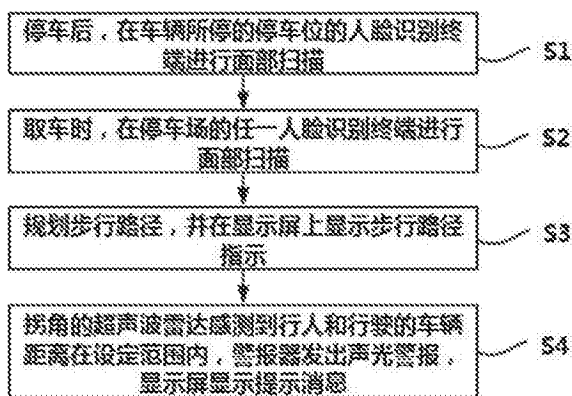 停车后，在车辆所停的停车位的人脸识别终
端进行面部扫描
S1
取车时，在停车场的任一人脸识别终端进行
面部扫描
S2
规划步行路径，并在显示屏上显示步行路径
指示
S3
拐角的超声波雷达感测到行人和行驶的车辆
距离在设定范围内，警报器发出声光警报，
显示屏显示提示消息
S4